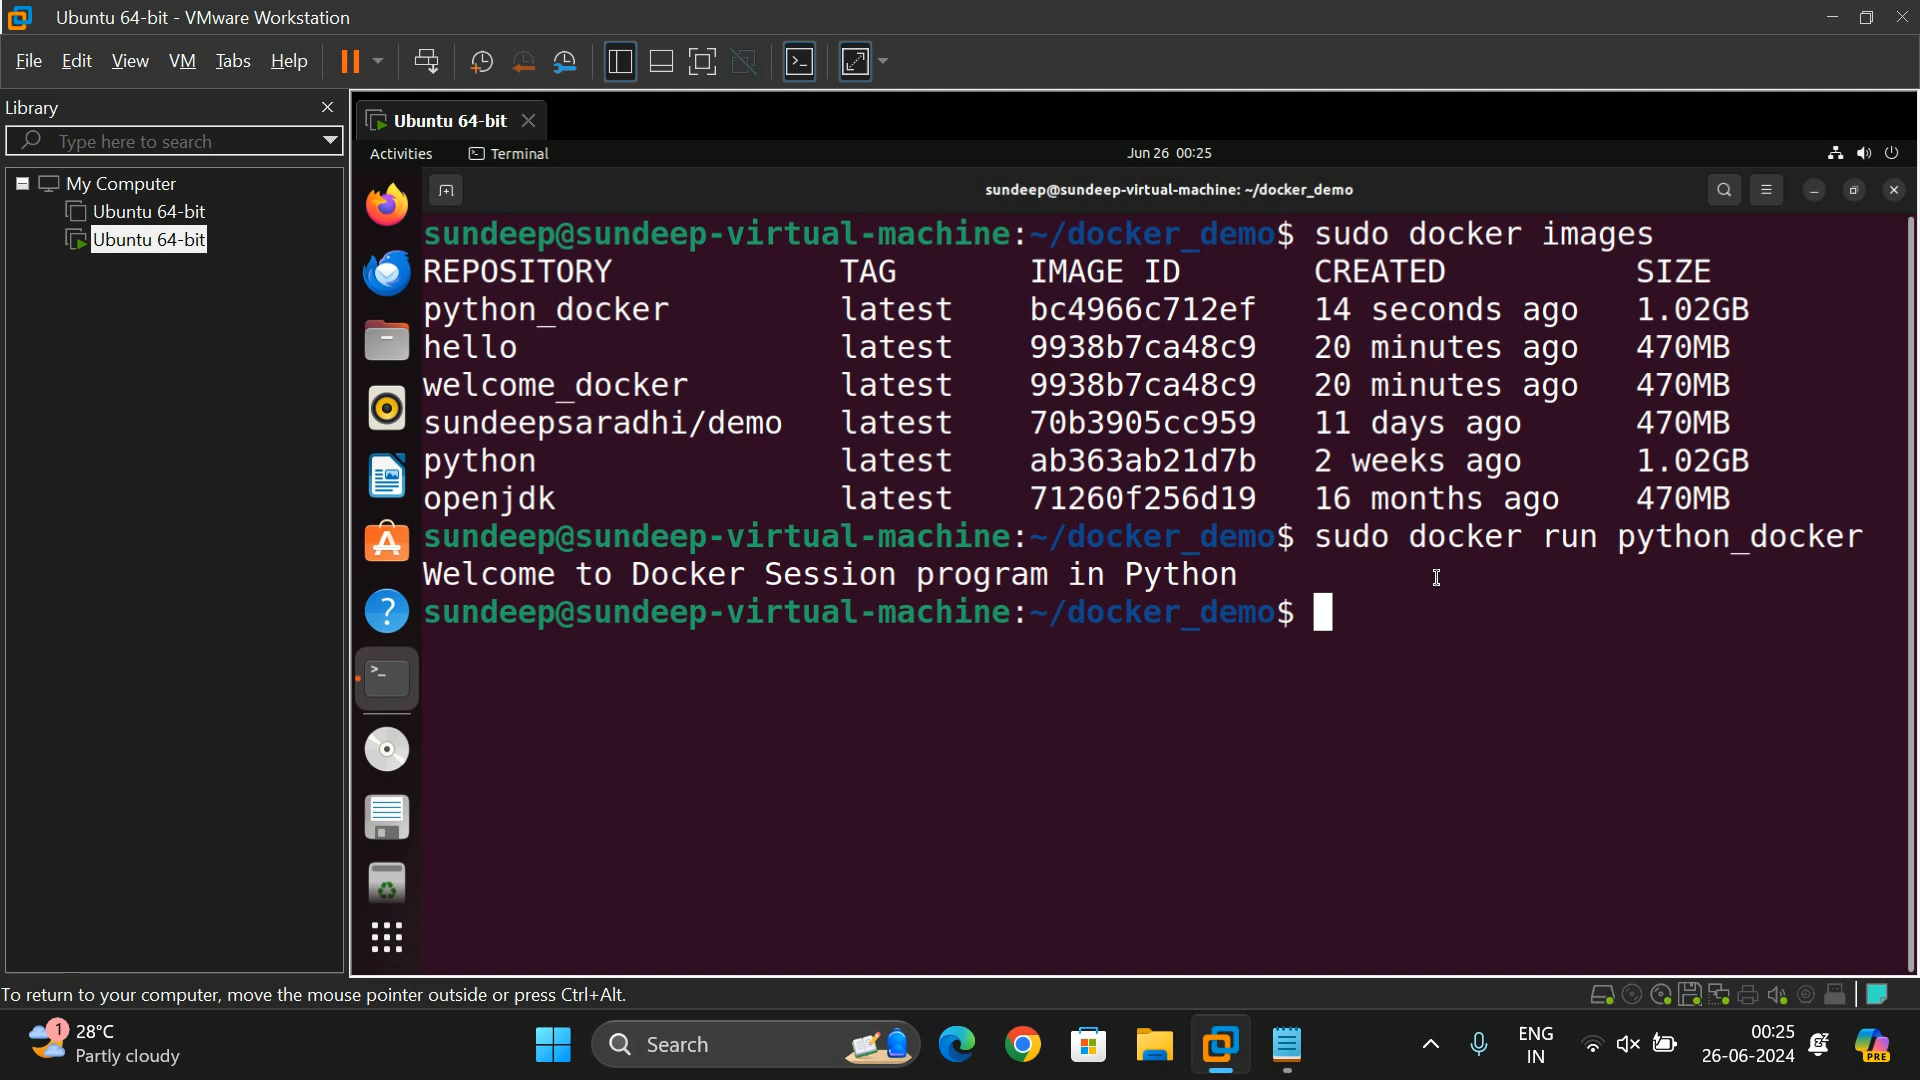 Ubuntu 64-bit - VMware Workstation
File Edit View VM Tabs Help
Library
Type here to search
My Computer
Ubuntu 64-bit
Ubuntu 64-bit
Ubuntu 64-bit
Activities Terminal Jun 26 00:25
sundeep@sundeep-virtual-machine: ~/docker_demo
sundeep@sundeep-virtual-machine:~/docker_demo$ sudo docker images
REPOSITORY TAG IMAGE ID CREATED SIZE
python_docker latest bc4966c712ef 14 seconds ago 1.02GB
hello latest 9938b7ca48c9 20 minutes ago 470MB
welcome_docker latest 9938b7ca48c9 20 minutes ago 470MB
sundeepsaradhi/demo latest 70b3905cc959 11 days ago 470MB
python latest ab363ab21d7b 2 weeks ago 1.02GB
openjdk latest 71260f256d19 16 months ago 470MB
sundeep@sundeep-virtual-machine:~/docker_demo$ sudo docker run python_docker
Welcome to Docker Session program in Python
sundeep@sundeep-virtual-machine:~/docker_demo$
To return to your computer, move the mouse pointer outside or press Ctrl+Alt.
1 28°C
Partly cloudy
Search
ENG
IN
00:25
26-06-2024
PRE